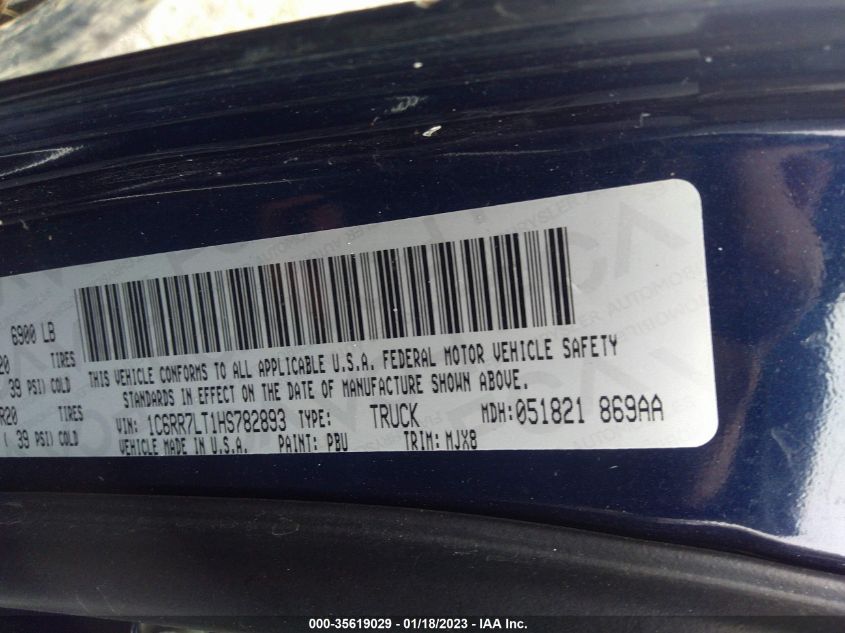 6900 LB
20 TIRES
THIS VEHICLE CONFORMS TO ALL APPLICABLE U.S.A. FEDERAL MOTOR VEHICLE SAFETY
( 39 PSI) COLD STANDARDS IN EFFECT ON THE DATE OF MANUFACTURE SHOWN ABOVE.
R20 TIRES VIN: 1C6RR7LT1HS782893 TYPE: TRUCK MDH: 051821 869AA
( 39 PSI) COLD VEHICLE MADE IN U.S.A. PAINT: PBU TRIM: MJX8
000-35619029 - 01/18/2023 - IAA Inc.